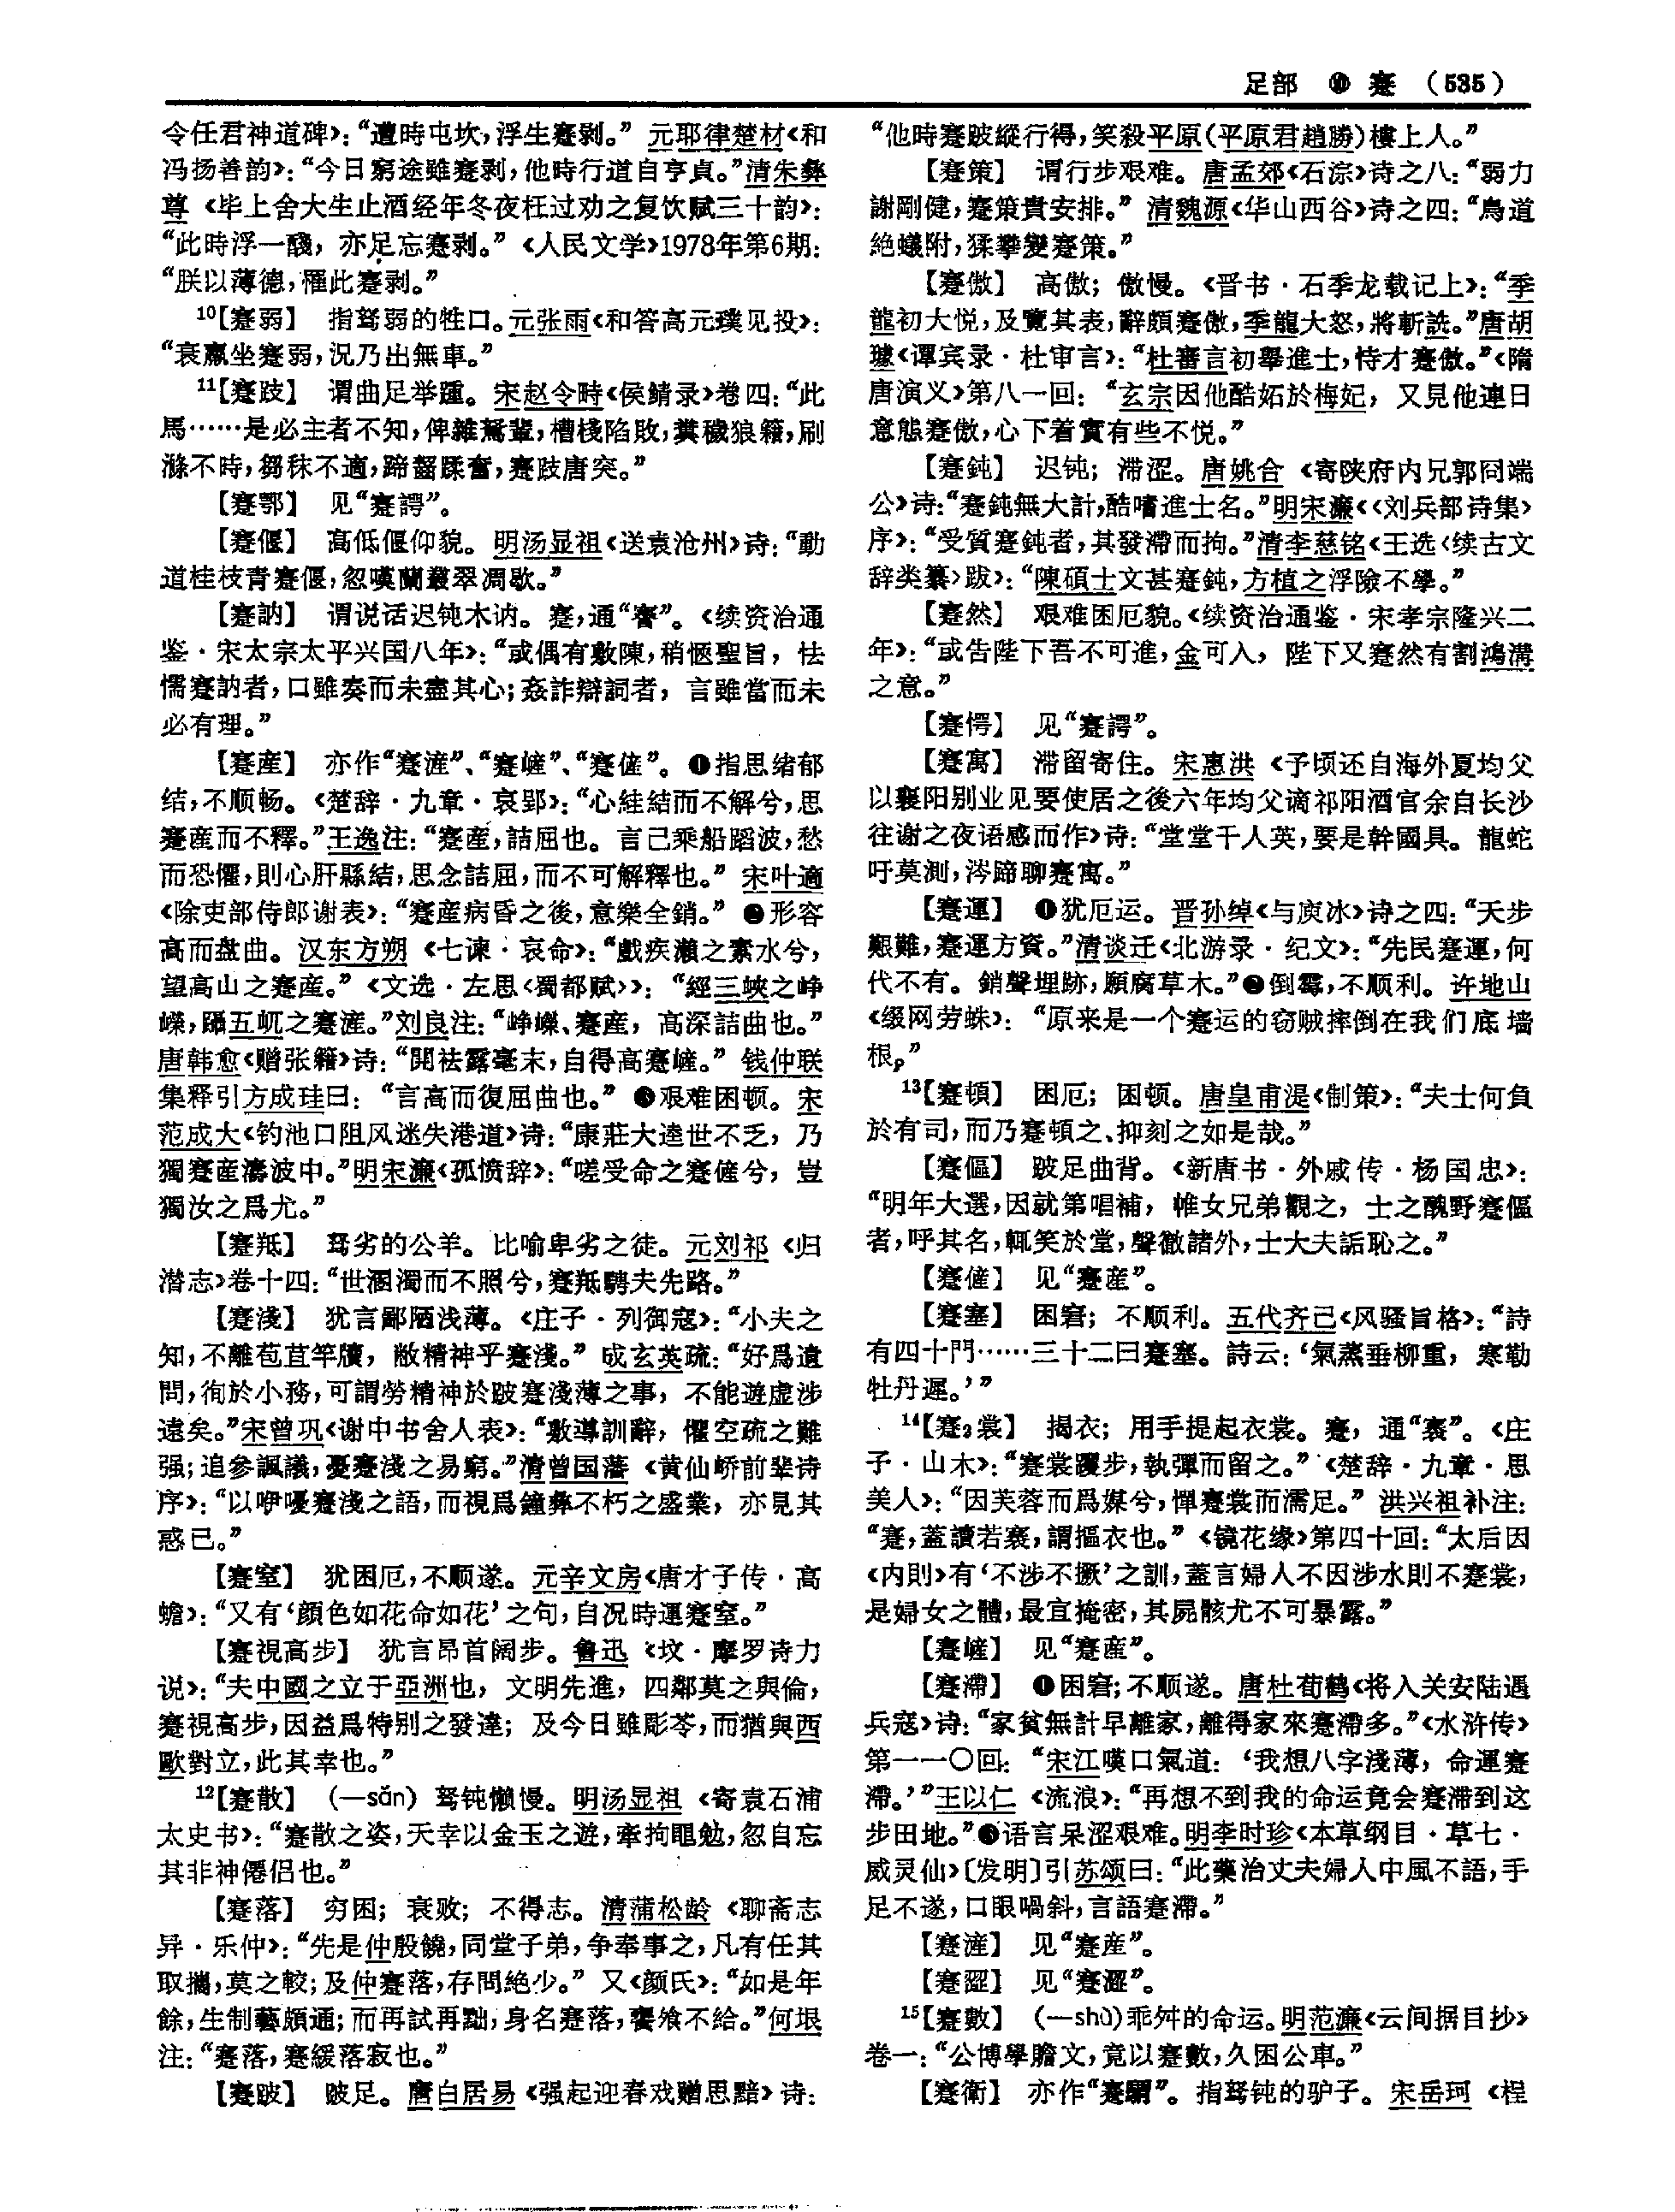 足部 ⑩ 蹇 （535）
令任君神道碑》：“遭時屯坎，浮生蹇剥。” 元耶律楚材《和
冯扬善韵》：“今日窮途雖蹇剥，他時行道自亨貞。”清朱彝
尊《毕上舍大生止酒经年冬夜枉过劝之复饮赋三十韵》：
“此時浮一醆，亦足忘蹇剥。”《人民文学》1978年第6期：
“朕以薄德，罹此蹇剥。”
10【蹇弱】 指驽弱的牲口。元张雨《和答高元璞见投》：
“衰羸坐蹇弱，况乃出無車。”
11【蹇跂】 谓曲足举踵。宋赵令畤《侯鲭录》卷四：“此
馬……是必主者不知，俾雜駑輩，槽棧陷敗，糞穢狼籍，刷
滌不時，芻秣不適，蹄齧蹂奮，蹇跂唐突。”
【蹇鄂】 见“蹇諤”。
【蹇偃】 高低偃仰貌。明汤显祖《送袁沧州》诗：“動
道桂枝青蹇偃，忽嘆蘭叢翠凋歇。”
【蹇訥】 谓说话迟钝木讷。蹇，通“謇”。《续资治通
鉴·宋太宗太平兴国八年》：“或偶有敷陳，稍愜聖旨，怯
懦蹇訥者，口雖奏而未盡其心；姦詐辯詞者，言雖當而未
必有理。”
【蹇産】 亦作“蹇滻”、“蹇嵼”、“蹇㑌”。❶指思绪郁
结，不顺畅。《楚辞·九章·哀郢》：“心絓結而不解兮，思
蹇産而不釋。”王逸注：“蹇産，詰屈也。言己乘船蹈波，愁
而恐懼，則心肝縣結，思念詰屈，而不可解釋也。” 宋叶適
《除吏部侍郎谢表》：“蹇産病昏之後，意樂全銷。” ❷形容
高而盘曲。汉东方朔《七谏·哀命》：“戲疾瀨之素水兮，
望高山之蹇産。”《文选·左思〈蜀都赋〉》：“經三峽之崢
嶸，躡五屼之蹇滻。”刘良注：“崢嶸、蹇産，高深詰曲也。”
唐韩愈《赠张籍》诗：“開祛露毫末，自得高蹇嵼。” 钱仲联
集释引方成珪曰：“言高而復屈曲也。” ❸艰难困顿。宋
范成大《钓池口阻风迷失港道》诗：“康莊大逵世不乏，乃
獨蹇産濤波中。”明宋濂《孤愤辞》：“嗟受命之蹇㑌兮，豈
獨汝之爲尤。”
【蹇羝】 驽劣的公羊。比喻卑劣之徒。元刘祁《归
潜志》卷十四：“世溷濁而不照兮，蹇羝騁夫先路。”
【蹇淺】 犹言鄙陋浅薄。《庄子·列御寇》：“小夫之
知，不離苞苴竿牘，敝精神乎蹇淺。” 成玄英疏：“好爲遺
問，徇於小務，可謂勞精神於跛蹇淺薄之事，不能遊虚涉
遠矣。”宋曾巩《谢中书舍人表》：“敷導訓辭，懼空疏之難
强；追參諷議，憂蹇淺之易窮。”清曾国藩《黄仙峤前辈诗
序》：“以咿嚘蹇淺之語，而視爲鐘彝不朽之盛業，亦見其
惑已。”
【蹇窒】 犹困厄，不顺遂。元辛文房《唐才子传·高
蟾》：“又有‘顔色如花命如花’之句，自况時運蹇窒。”
【蹇視高步】 犹言昂首阔步。鲁迅《坟·摩罗诗力
说》：“夫中國之立于亞洲也，文明先進，四鄰莫之與倫，
蹇視高步，因益爲特别之發達；及今日雖彫苓，而猶與西
歐對立，此其幸也。”
12【蹇散】 （—sǎn）驽钝懒慢。明汤显祖《寄袁石浦
太史书》：“蹇散之姿，天幸以金玉之遊，牽拘黽勉，忽自忘
其非神僊侣也。”
【蹇落】 穷困；衰败；不得志。清蒲松龄《聊斋志
异·乐仲》：“先是仲殷饒，同堂子弟，争奉事之，凡有任其
取攜，莫之較；及仲蹇落，存問絶少。” 又《颜氏》：“如是年
餘，生制藝頗通；而再試再黜，身名蹇落，饔飧不給。”何垠
注：“蹇落，蹇緩落寂也。”
【蹇跛】 跛足。唐白居易《强起迎春戏赠思黯》诗：
“他時蹇跛縱行得，笑殺平原（平原君趙勝）樓上人。”
【蹇策】 谓行步艰难。唐孟郊《石淙》诗之八：“弱力
謝剛健，蹇策貴安排。” 清魏源《华山西谷》诗之四：“鳥道
絶蟻附，猱攀變蹇策。”
【蹇傲】 高傲；傲慢。《晋书·石季龙载记上》：“季
龍初大悦，及覽其表，辭頗蹇傲，季龍大怒，將斬詵。”唐胡
璩《谭宾录·杜审言》：“杜審言初舉進士，恃才蹇傲。”《隋
唐演义》第八一回：“玄宗因他酷妬於梅妃，又見他連日
意態蹇傲，心下着實有些不悦。”
【蹇鈍】 迟钝；滞涩。唐姚合《寄陕府内兄郭冏端
公》诗：“蹇鈍無大計，酷嗜進士名。”明宋濂《〈刘兵部诗集〉
序》：“受質蹇鈍者，其發滯而拘。”清李慈铭《王选〈续古文
辞类纂〉跋》：“陳碩士文甚蹇鈍，方植之浮險不學。”
【蹇然】 艰难困厄貌。《续资治通鉴·宋孝宗隆兴二
年》：“或告陛下吾不可進，金可入，陛下又蹇然有割鴻溝
之意。”
【蹇愕】 见“蹇諤”。
【蹇寓】 滞留寄住。宋惠洪《予顷还自海外夏均父
以襄阳别业见要使居之後六年均父谪祁阳酒官余自长沙
往谢之夜语感而作》诗：“堂堂千人英，要是幹國具。龍蛇
吁莫測，涔蹄聊蹇寓。”
【蹇運】 ❶犹厄运。晋孙绰《与庾冰》诗之四：“天步
艱難，蹇運方資。”清谈迁《北游录·纪文》：“先民蹇運，何
代不有。銷聲埋跡，願腐草木。”❷倒霉，不顺利。许地山
《缀网劳蛛》：“原来是一个蹇运的窃贼摔倒在我们底墙
根。”
13【蹇頓】 困厄；困顿。唐皇甫湜《制策》：“夫士何負
於有司，而乃蹇頓之、抑刻之如是哉。”
【蹇傴】 跛足曲背。《新唐书·外戚传·杨国忠》：
“明年大選，因就第唱補，帷女兄弟觀之，士之醜野蹇傴
者，呼其名，輒笑於堂，聲徹諸外，士大夫詬恥之。”
【蹇㑌】 见“蹇産”。
【蹇塞】 困窘；不顺利。五代齐己《风骚旨格》：“詩
有四十門……三十二曰蹇塞。詩云：‘氣蒸垂柳重，寒勒
牡丹遲。’”
14【蹇₂裳】 揭衣；用手提起衣裳。蹇，通“褰”。《庄
子·山木》：“蹇裳躩步，執彈而留之。”《楚辞·九章·思
美人》：“因芙蓉而爲媒兮，憚蹇裳而濡足。” 洪兴祖补注：
“蹇，蓋讀若褰，謂摳衣也。”《镜花缘》第四十回：“太后因
《内則》有‘不涉不撅’之訓，蓋言婦人不因涉水則不蹇裳，
是婦女之體，最宜掩密，其屍骸尤不可暴露。”
【蹇嵼】 见“蹇産”。
【蹇滯】 ❶困窘；不顺遂。唐杜荀鹤《将入关安陆遇
兵寇》诗：“家貧無計早離家，離得家來蹇滯多。”《水浒传》
第一一〇回：“宋江嘆口氣道：‘我想八字淺薄，命運蹇
滯。’”王以仁《流浪》：“再想不到我的命运竟会蹇滞到这
步田地。”❷语言呆涩艰难。明李时珍《本草纲目·草七·
威灵仙》〔发明〕引苏颂曰：“此藥治丈夫婦人中風不語，手
足不遂，口眼喎斜，言語蹇滯。”
【蹇滻】 见“蹇産”。
【蹇歰】 见“蹇澀”。
15【蹇數】 （—shù）乖舛的命运。明范濂《云间据目抄》
卷一：“公博學贍文，竟以蹇數，久困公車。”
【蹇衛】 亦作“蹇𩦲”。指驽钝的驴子。宋岳珂《桯